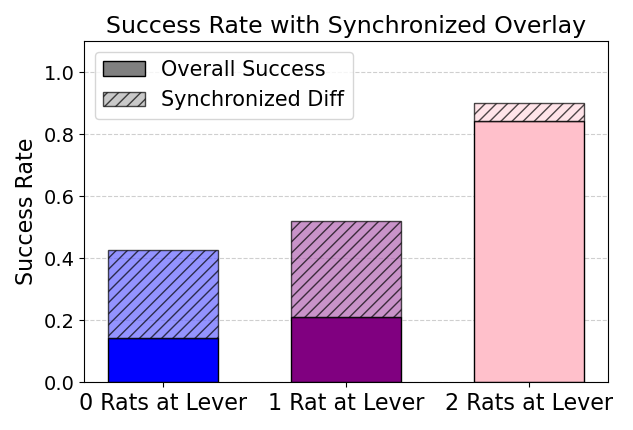 Success Rate with Synchronized Overlay
Overall Success
Synchronized Diff
Success Rate
1.0
0.8
0.6
0.4
0.2
0.0
0 Rats at Lever
1 Rat at Lever
2 Rats at Lever